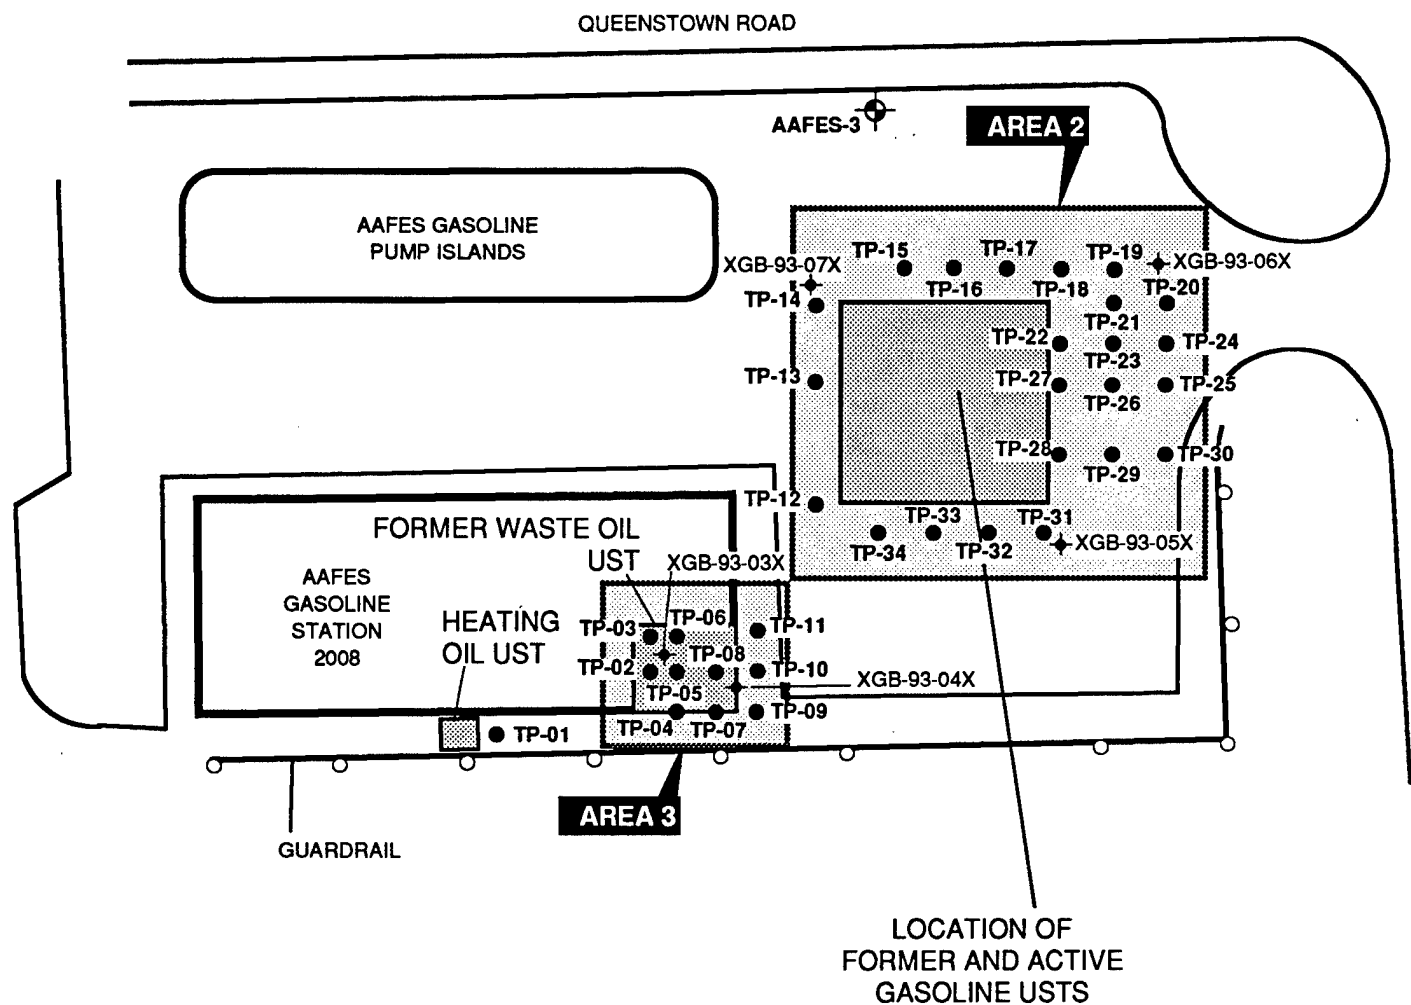 QUEENSTOWN ROAD
AAFES-3
AREA 2
AAFES GASOLINE
PUMP ISLANDS
TP-15
TP-17
TP-19
XGB-93-07X
XGB-93-06X
TP-14
TP-16
TP-18
TP-20
TP-21
TP-22
TP-24
TP-23
TP-13
TP-27
TP-25
TP-26
TP-28
TP-30
TP-29
TP-12
TP-33
TP-31
TP-34
TP-32
XGB-93-05X
FORMER WASTE OIL
UST
XGB-93-03X
AAFES
GASOLINE
STATION
2008
HEATING
OIL UST
TP-03
TP-06
TP-11
TP-02
TP-08
TP-10
TP-05
XGB-93-04X
TP-04
TP-07
TP-09
TP-01
AREA 3
GUARDRAIL
LOCATION OF
FORMER AND ACTIVE
GASOLINE USTS